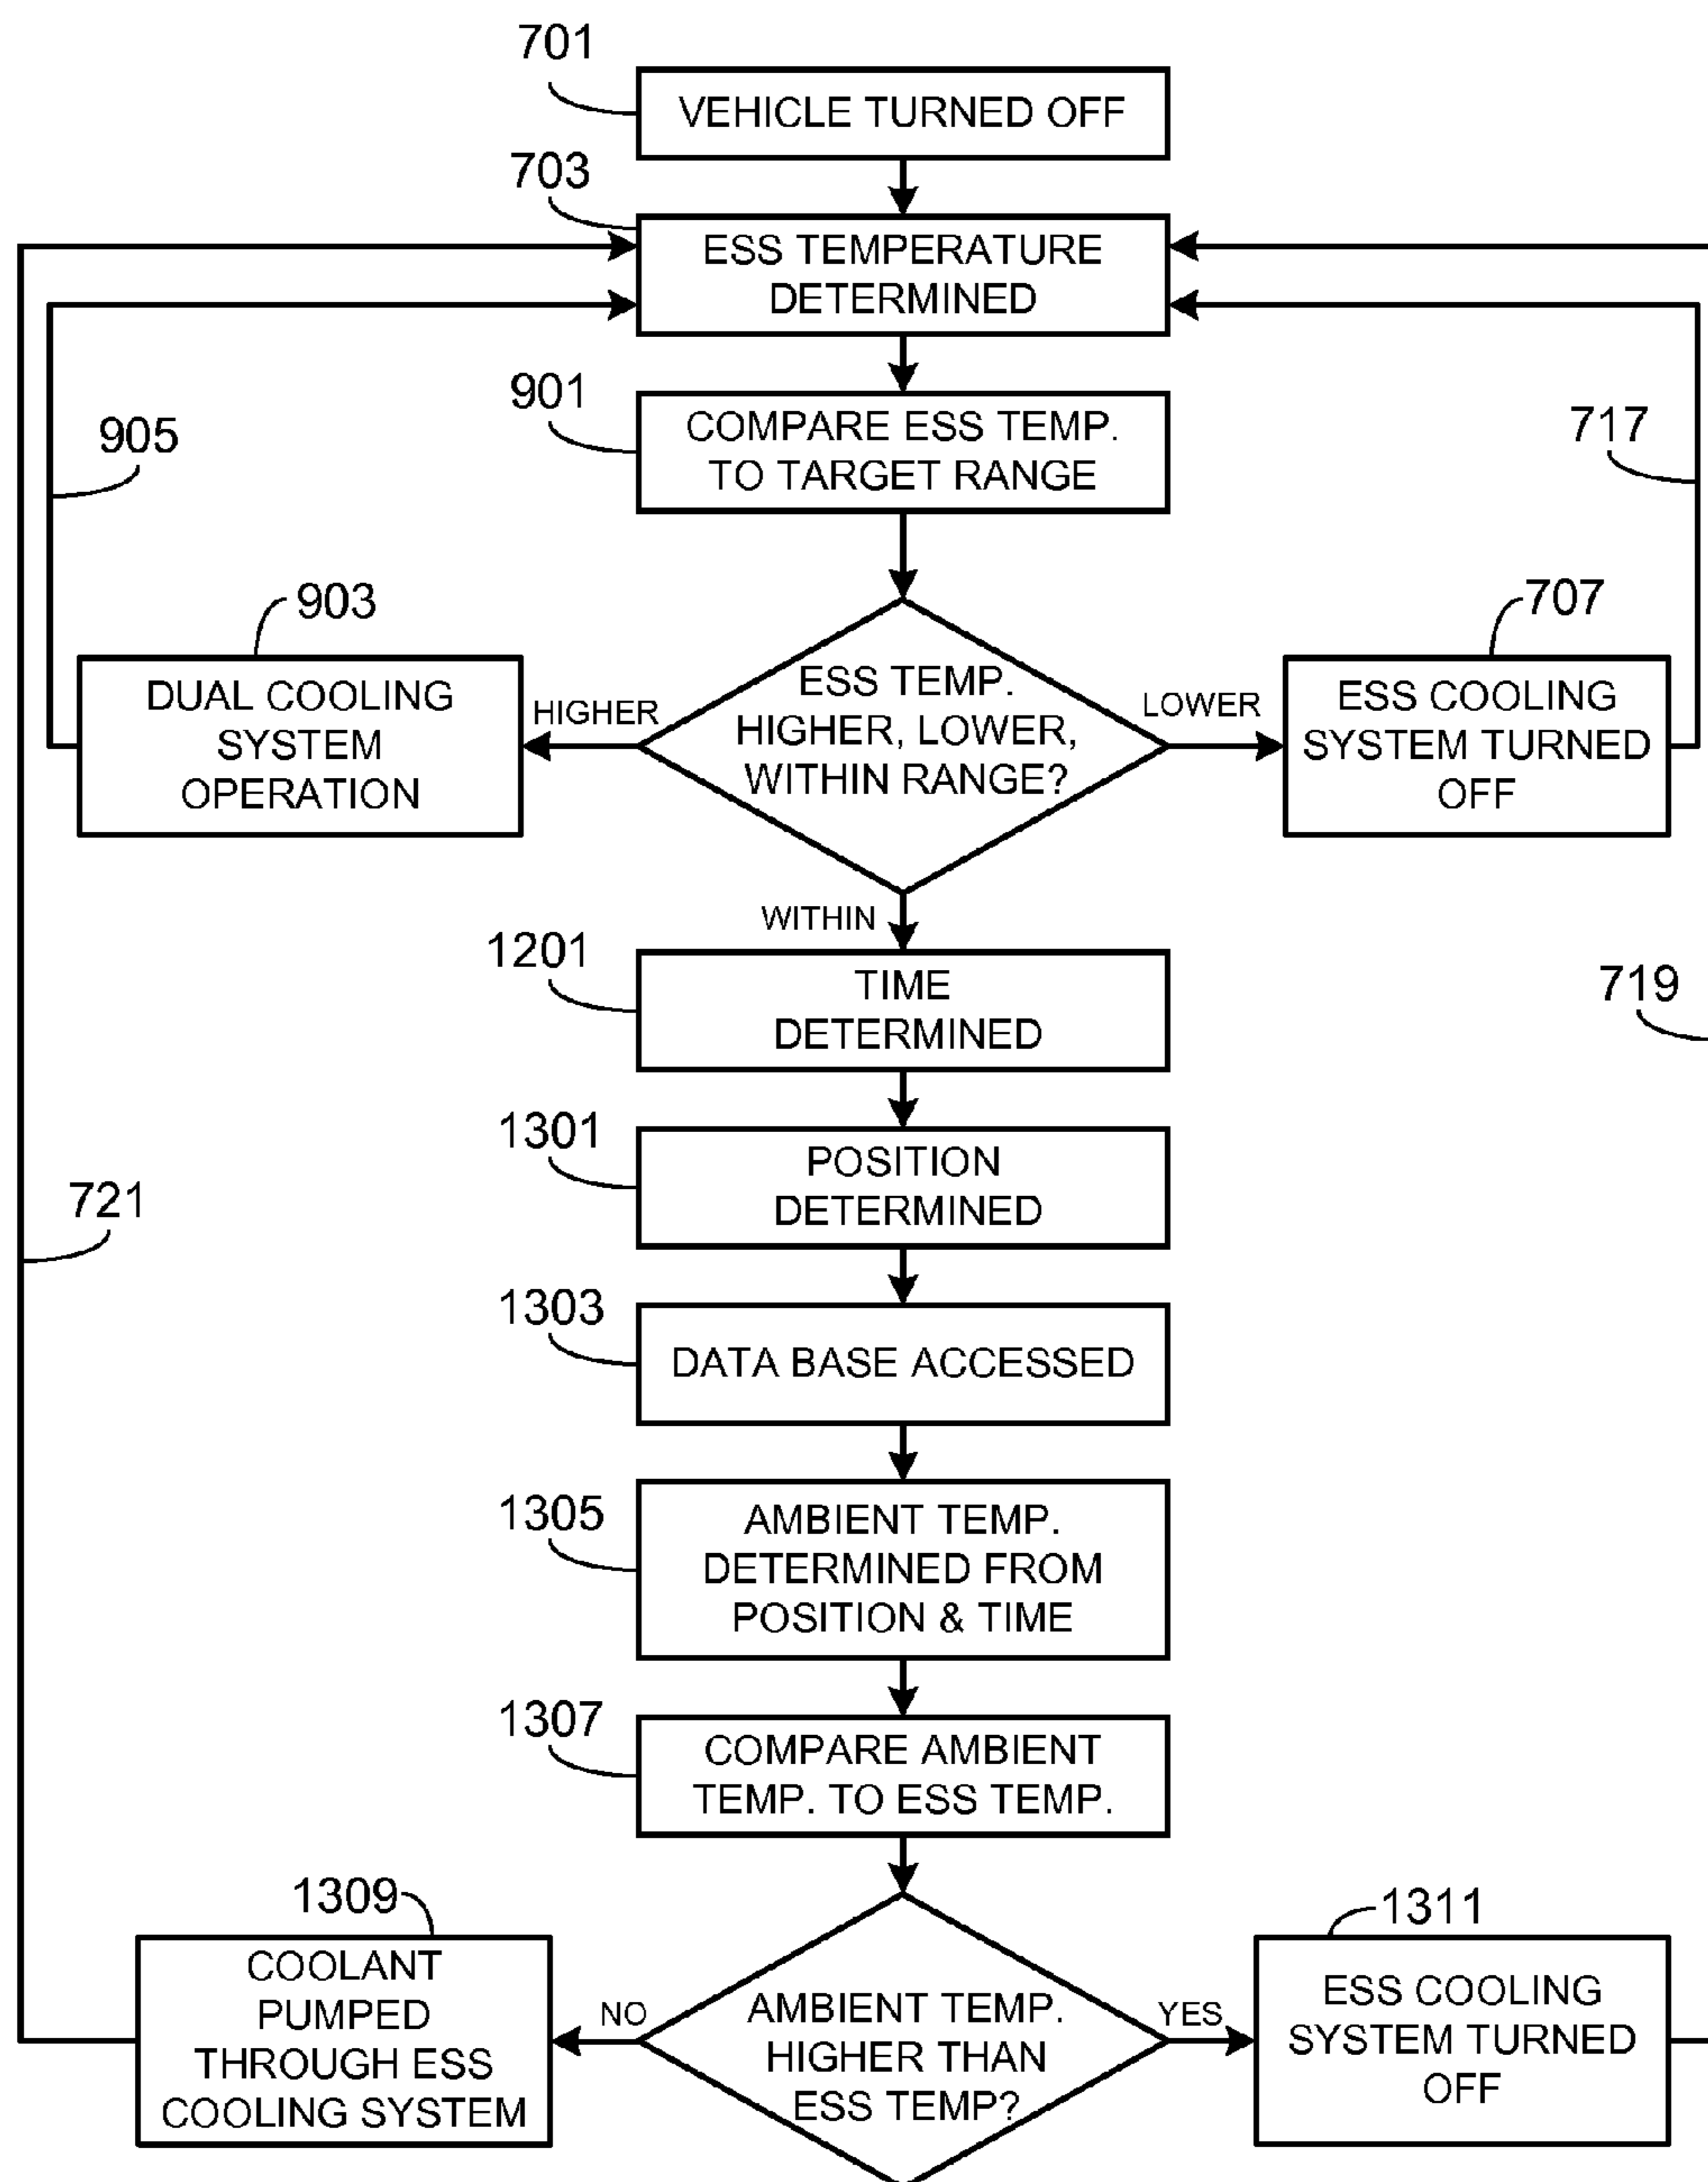 701
VEHICLE TURNED OFF
703
ESS TEMPERATURE
DETERMINED
901
COMPARE ESS TEMP.
TO TARGET RANGE
905
717
903
DUAL COOLING
SYSTEM
OPERATION
HIGHER
ESS TEMP.
HIGHER, LOWER,
WITHIN RANGE?
LOWER
707
ESS COOLING
SYSTEM TURNED
OFF
WITHIN
1201
TIME
DETERMINED
719
1301
POSITION
DETERMINED
721
1303
DATA BASE ACCESSED
1305
AMBIENT TEMP.
DETERMINED FROM
POSITION & TIME
1307
COMPARE AMBIENT
TEMP. TO ESS TEMP.
1309
COOLANT
PUMPED
THROUGH ESS
COOLING SYSTEM
NO
AMBIENT TEMP.
HIGHER THAN
ESS TEMP?
YES
1311
ESS COOLING
SYSTEM TURNED
OFF